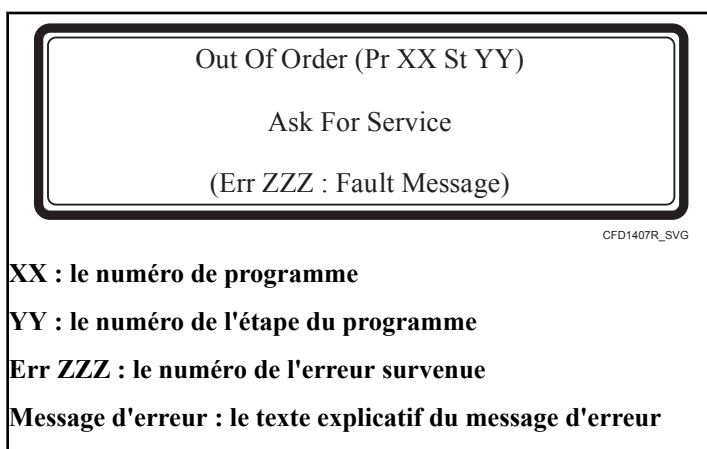 Out Of Order (Pr XX St YY)
Ask For Service
(Err ZZZ : Fault Message)
CFD1407R_SVG
XX : le numéro de programme
YY : le numéro de l'étape du programme
Err ZZZ : le numéro de l'erreur survenue
Message d'erreur : le texte explicatif du message d'erreur